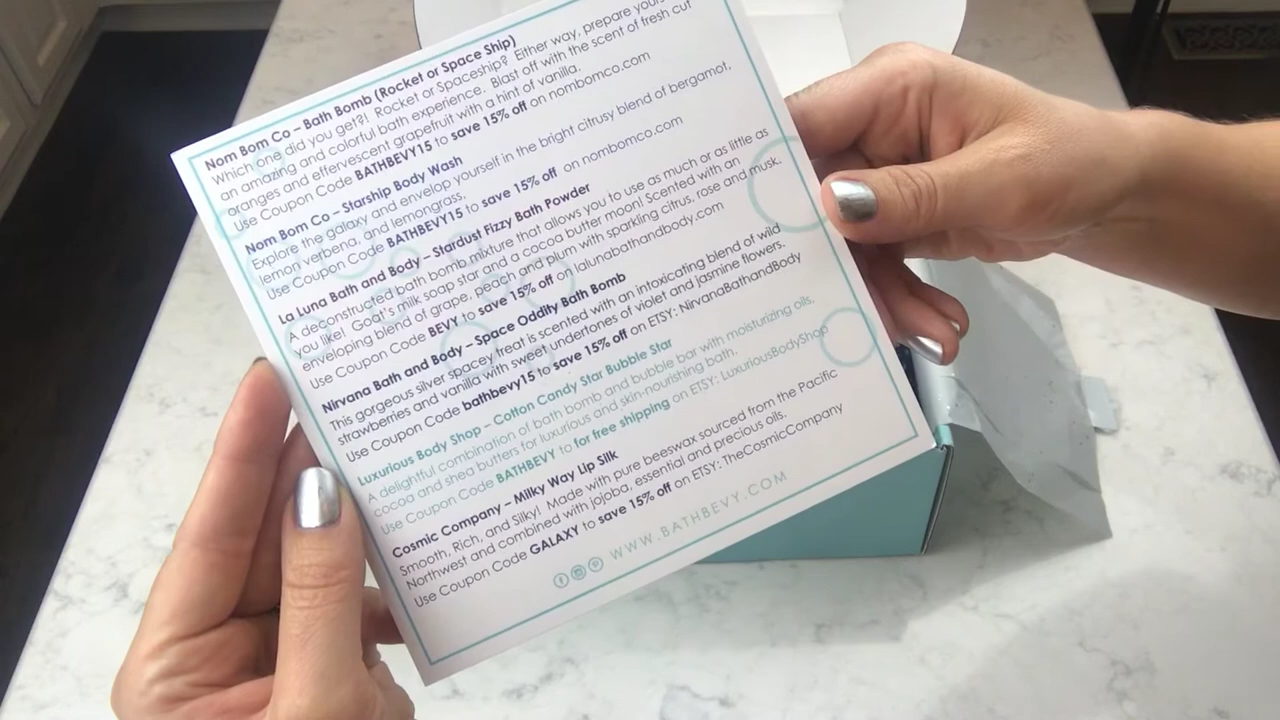 Nom Bom Co – Bath Bomb (Rocket or Space Ship)
Which one did you get?! Rocket or Spaceship? Either way, prepare yours
an amazing and colorful bath experience. Blast off with the scent of fresh cut
oranges and effervescent grapefruit with a hint of vanilla.
Use Coupon Code BATHBEVY15 to save 15% off on nombomco.com
Nom Bom Co – Starship Body Wash
Explore the galaxy and envelop yourself in the bright citrusy blend of bergamot,
lemon verbena, and lemongrass.
Use Coupon Code BATHBEVY15 to save 15% off on nombomco.com
La Luna Bath and Body – Stardust Fizzy Bath Powder
A deconstructed bath bomb mixture that allows you to use as much or as little as
you like! Goat's milk soap star and a cocoa butter moon! Scented with an
enveloping blend of grape, peach and plum with sparkling citrus, rose and musk.
Use Coupon Code BEVY to save 15% off on lalunabathandbody.com
Nirvana Bath and Body – Space Oddity Bath Bomb
This gorgeous silver spacey treat is scented with an intoxicating blend of wild
strawberries and vanilla with sweet undertones of violet and jasmine flowers.
Use Coupon Code bathbevy15 to save 15% off on ETSY: NirvanaBathandBody
Luxurious Body Shop – Cotton Candy Star Bubble Star
A delightful combination of bath bomb and bubble bar with moisturizing oils,
cocoa and shea butters for luxurious and skin-nourishing bath.
Use Coupon Code BATHBEVY to for free shipping on ETSY: LuxuriousBodyShop
Cosmic Company – Milky Way Lip Silk
Smooth, Rich, and Silky! Made with pure beeswax sourced from the Pacific
Northwest and combined with jojoba, essential and precious oils.
Use Coupon Code GALAXY to save 15% off on ETSY: TheCosmicCompany
WWW.BATHBEVY.COM